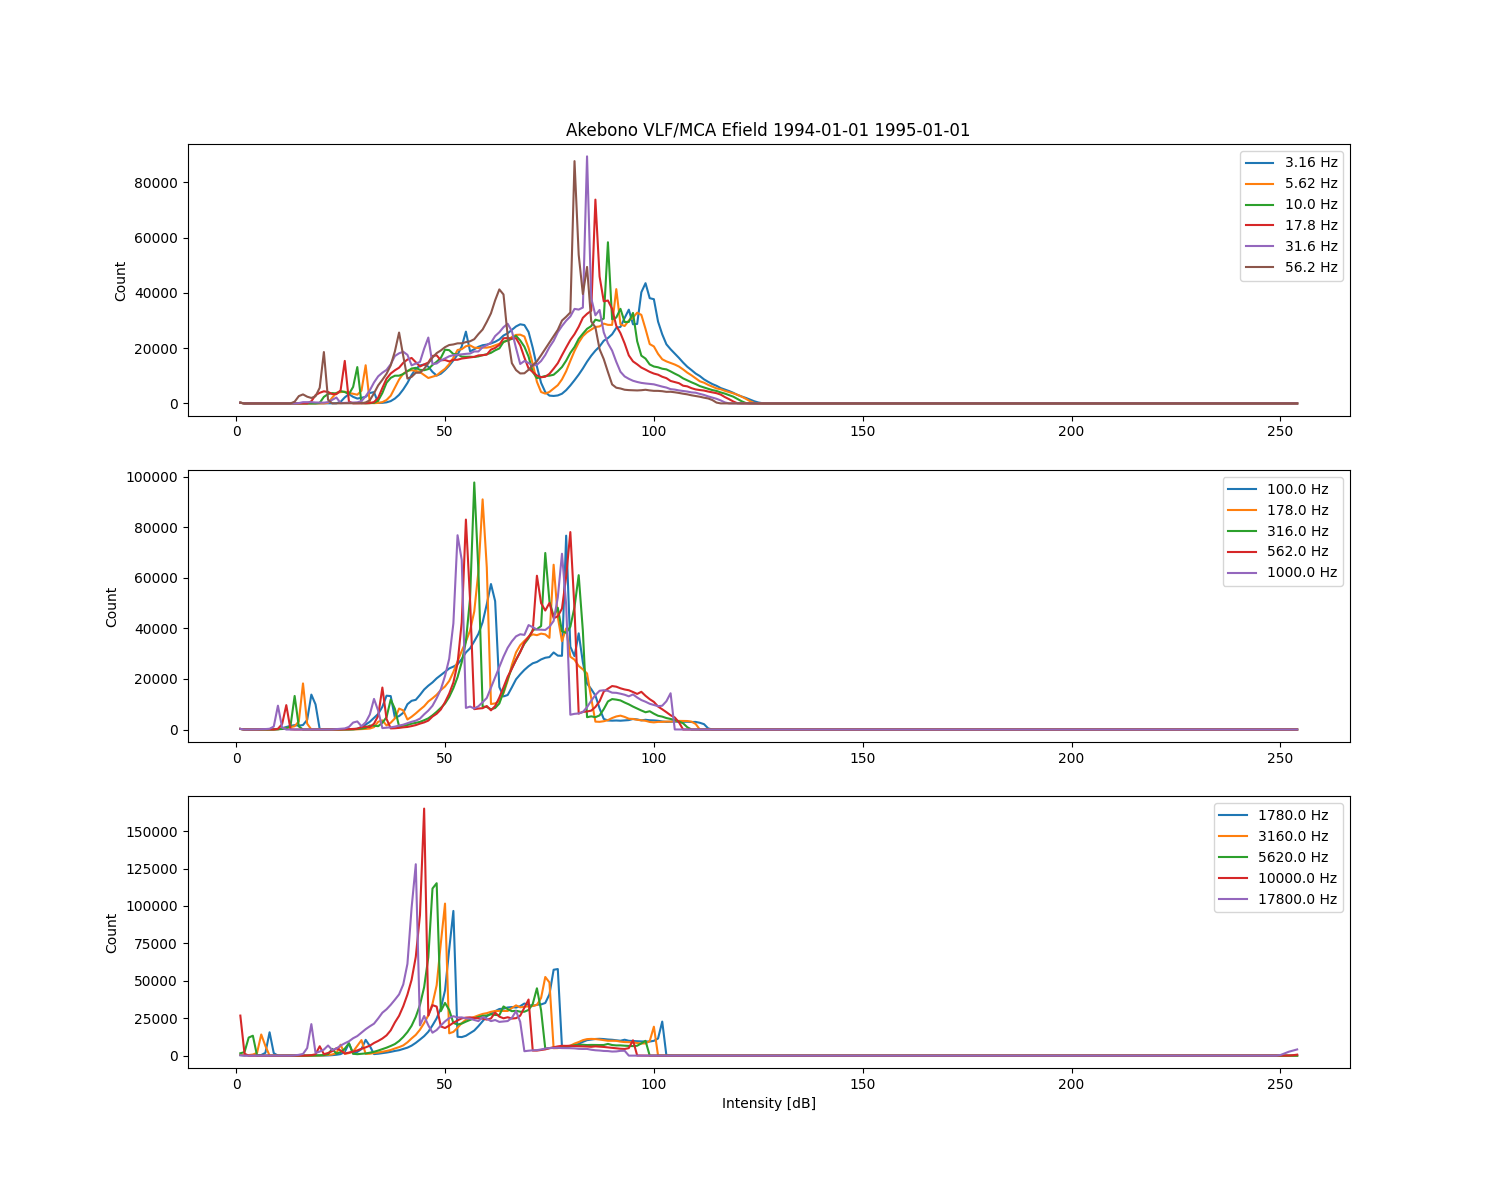 Akebono VLF/MCA Efield 1994-01-01 1995-01-01
80000
60000
40000
20000
0
Count
3.16 Hz
5.62 Hz
10.0 Hz
17.8 Hz
31.6 Hz
56.2 Hz
0 50 100 150 200 250
100000
80000
60000
40000
20000
0
Count
100.0 Hz
178.0 Hz
316.0 Hz
562.0 Hz
1000.0 Hz
0 50 100 150 200 250
150000
125000
100000
75000
50000
25000
0
Count
1780.0 Hz
3160.0 Hz
5620.0 Hz
10000.0 Hz
17800.0 Hz
0 50 100 150 200 250
Intensity [dB]